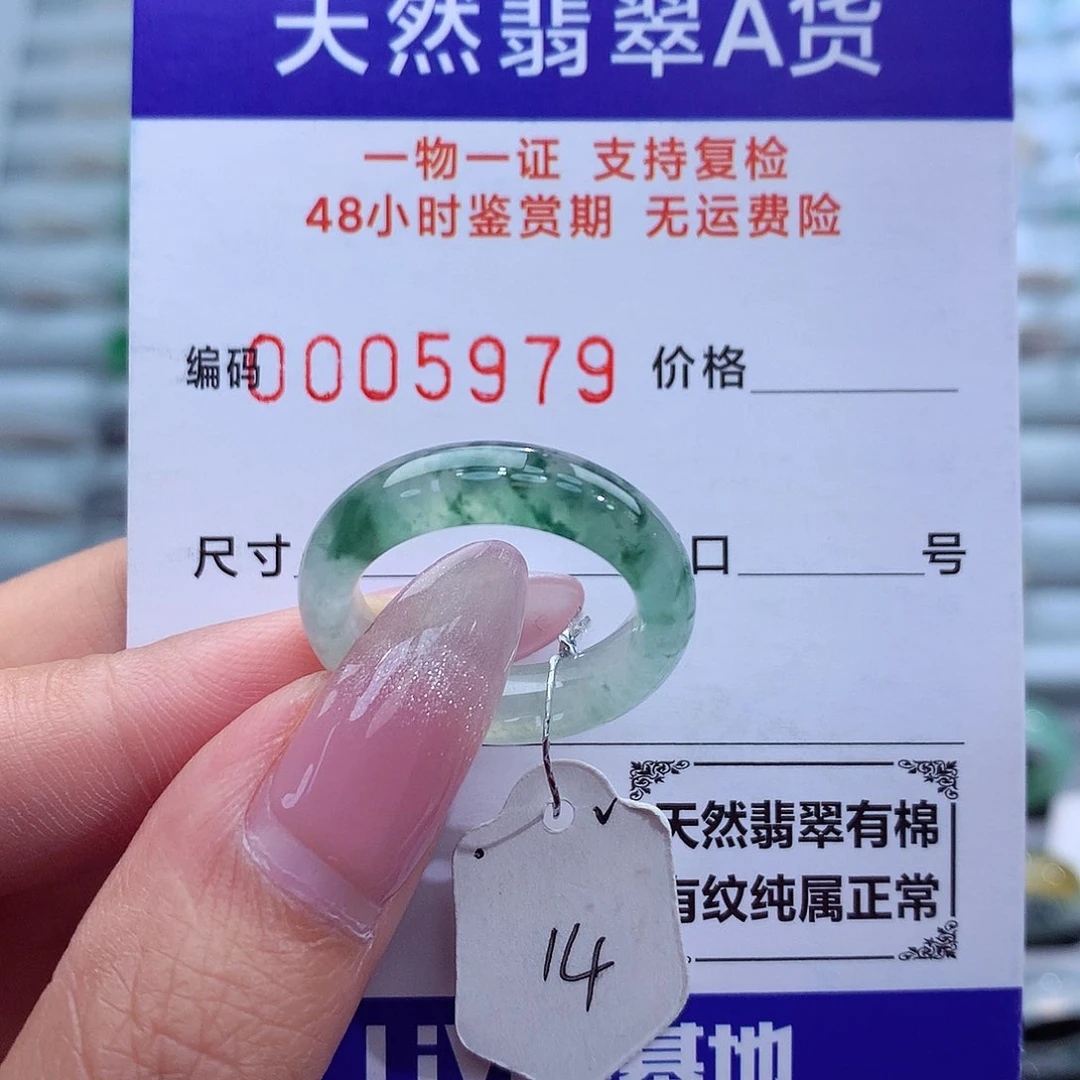 天然翡翠A货
一物一证 支持复检
48小时鉴赏期 无运费险
编码0005979 价格
尺寸 口 号
天然翡翠有棉
有纹纯属正常
14
基地